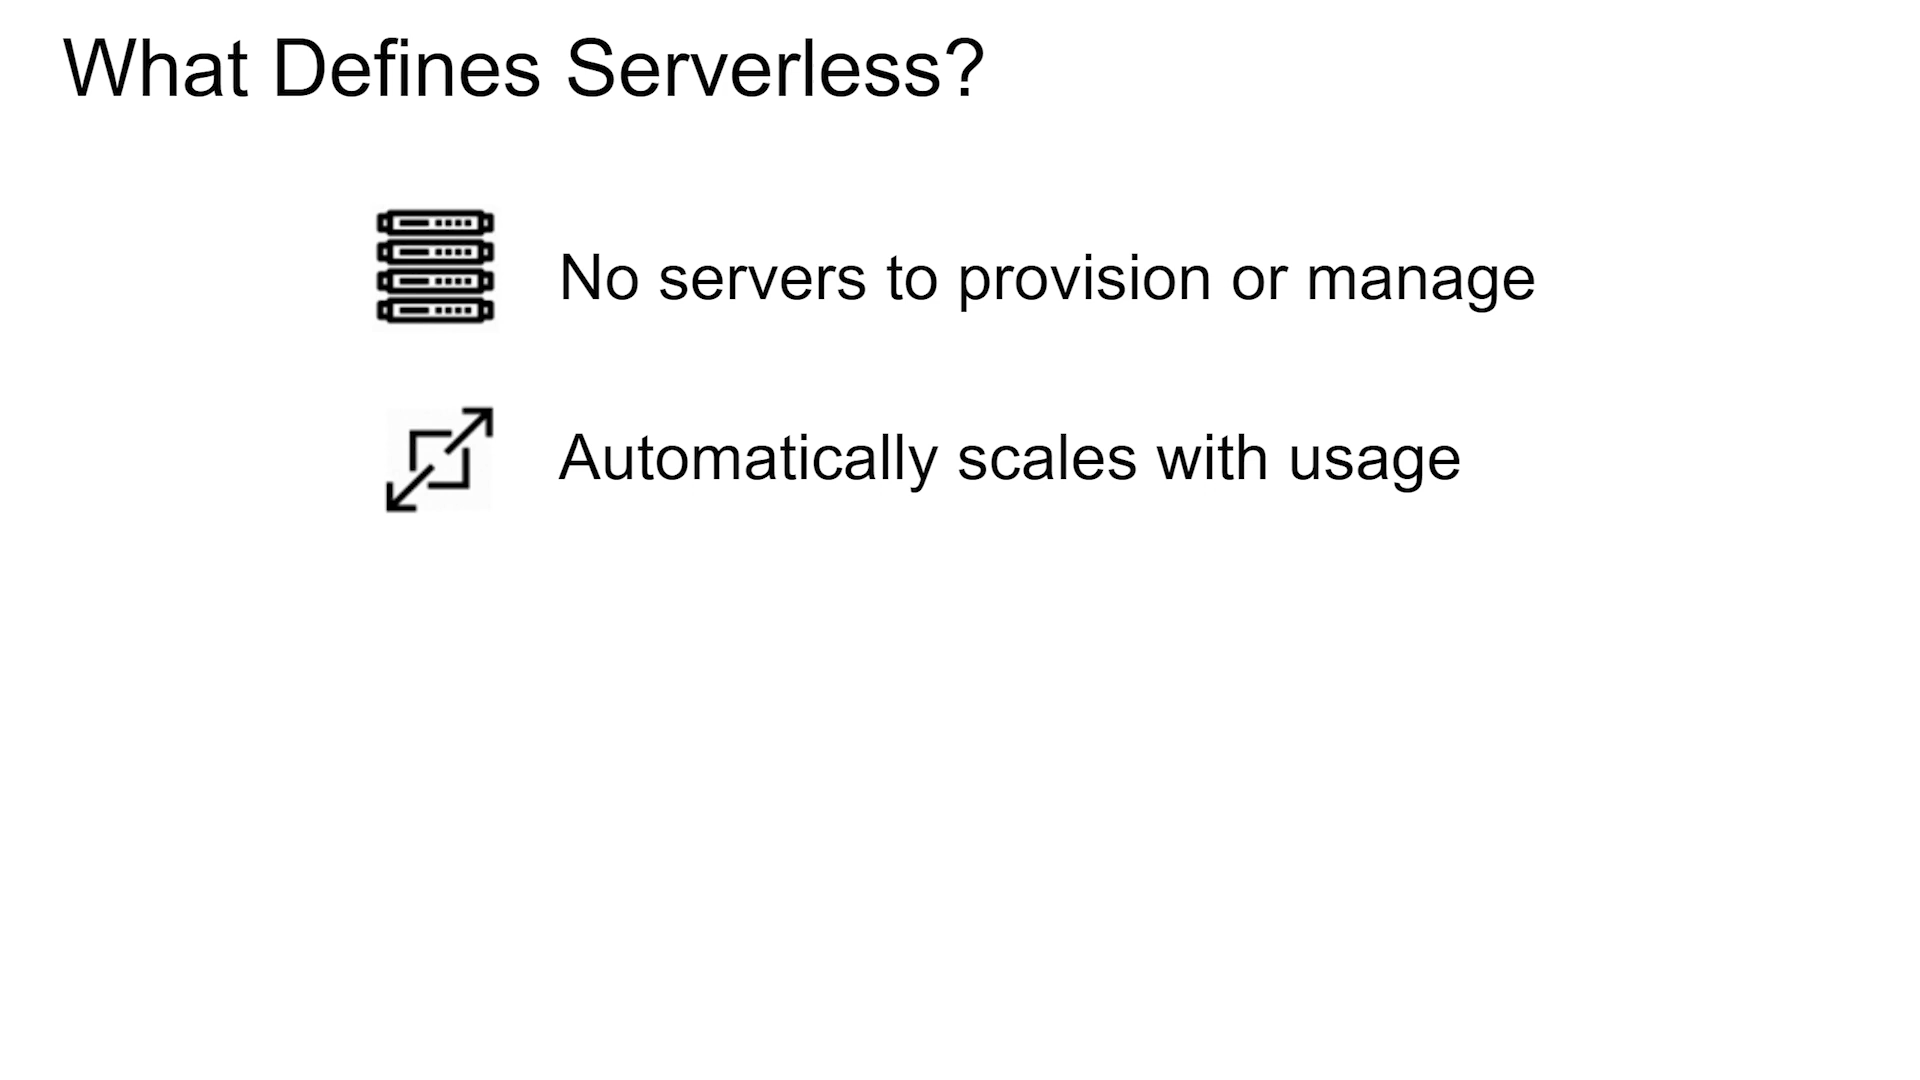 What Defines Serverless?
No servers to provision or manage
Automatically scales with usage